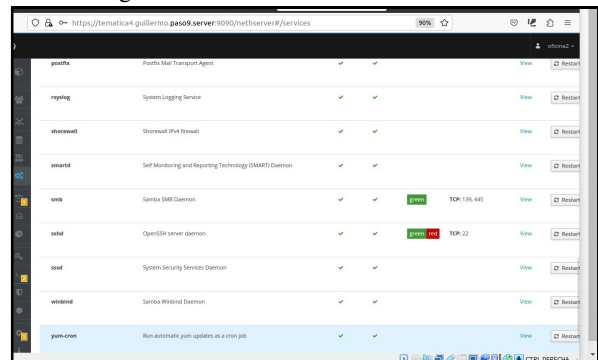 https://tematica4.guillermo.paso9.server:9090/nethserver#/services 90%
oficina2
postfix Postfix Mail Transport Agent View Restart
rsyslog System Logging Service View Restart
shorewall Shorewall IPv4 firewall View Restart
smartd Self Monitoring and Reporting Technology (SMART) Daemon View Restart
smb Samba SMB Daemon green TCP: 139, 445 View Restart
sshd OpenSSH server daemon green red TCP: 22 View Restart
sssd System Security Services Daemon View Restart
winbind Samba Winbind Daemon View Restart
yum-cron Run automatic yum updates as a cron job View Restart
CTRL DERECHA